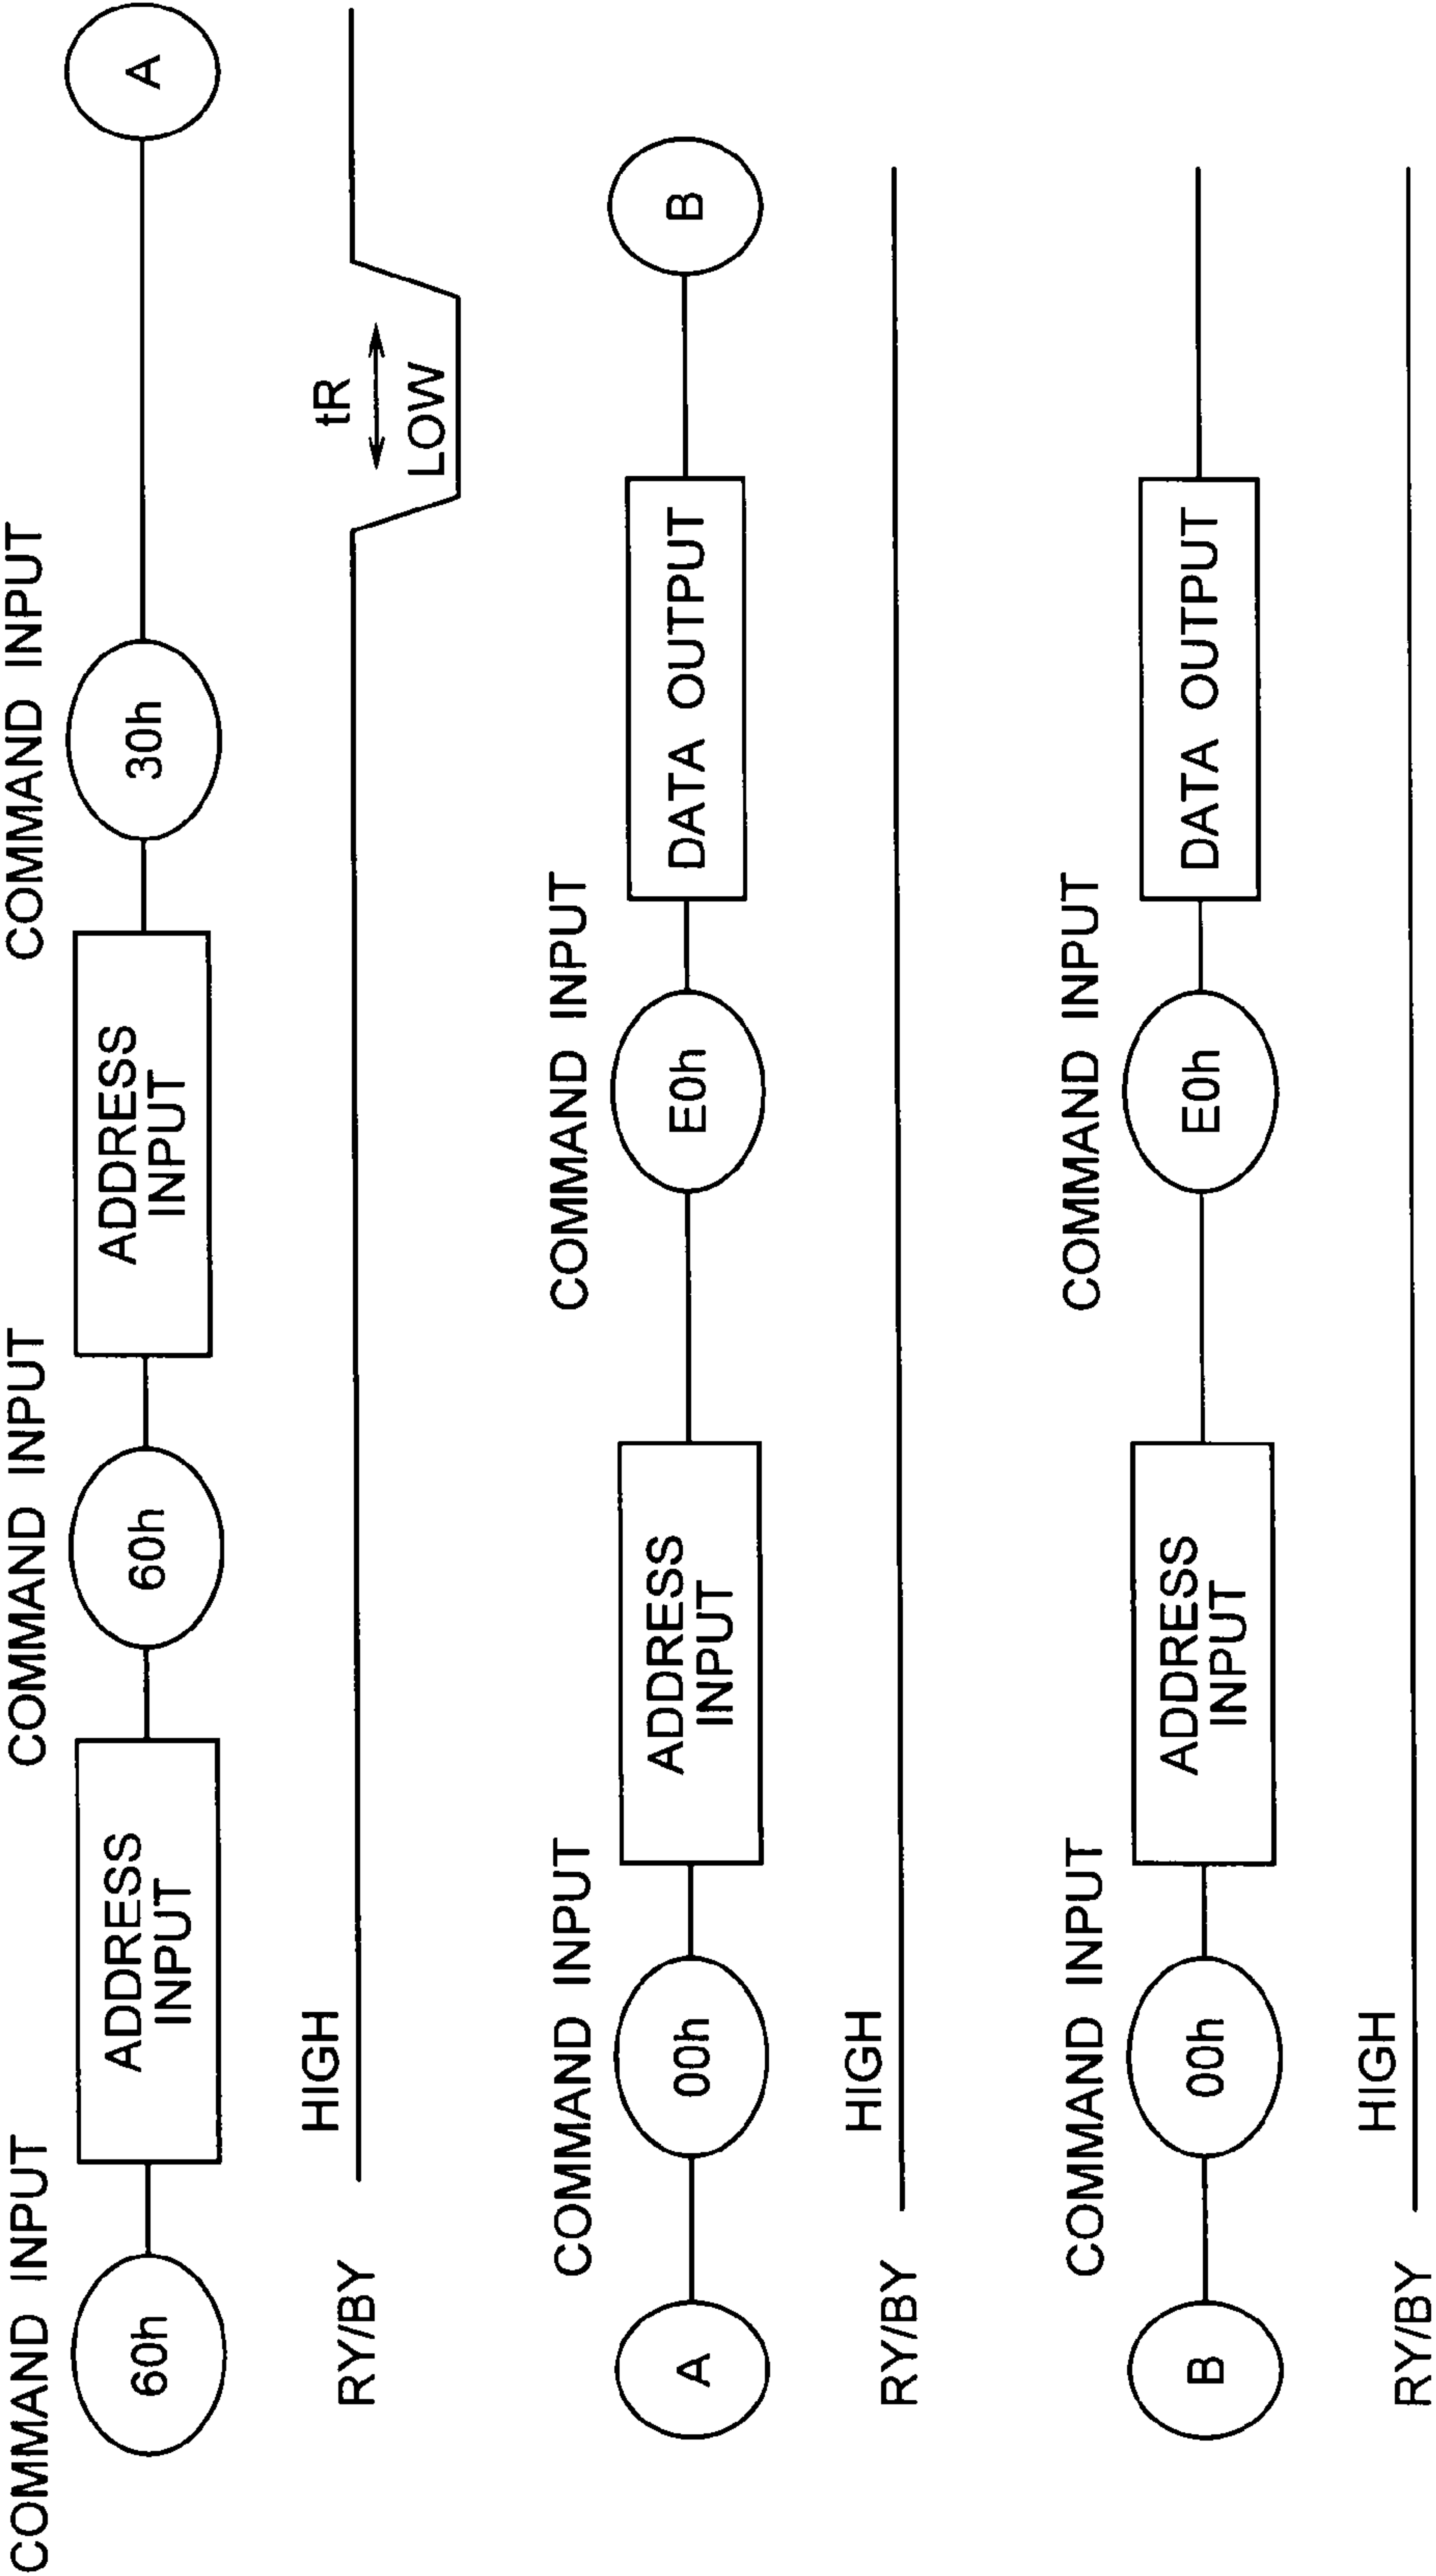 COMMAND INPUT
COMMAND INPUT
COMMAND INPUT
60h
ADDRESS
INPUT
60h
ADDRESS
INPUT
30h
A
HIGH
tR
LOW
RY/BY
COMMAND INPUT
COMMAND INPUT
A
00h
ADDRESS
INPUT
E0h
DATA OUTPUT
B
HIGH
RY/BY
COMMAND INPUT
COMMAND INPUT
B
00h
ADDRESS
INPUT
E0h
DATA OUTPUT
HIGH
RY/BY